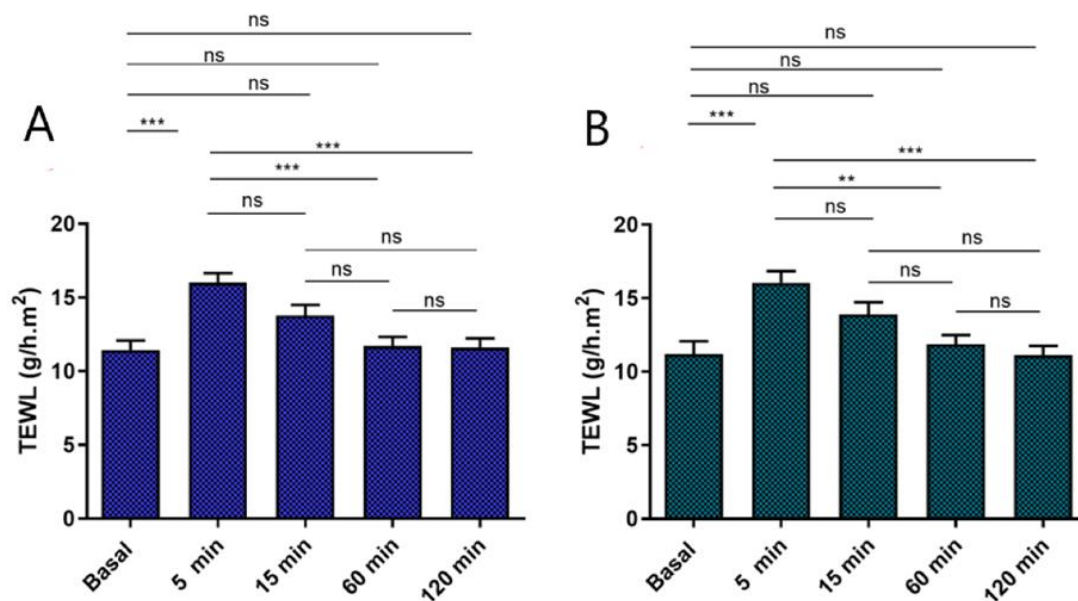 ns
ns
ns
A
***
***
***
ns
ns
ns
ns
20
15
10
5
0
TEWL (g/h.m²)
Basal
5 min
15 min
60 min
120 min
ns
ns
ns
B
***
***
**
ns
ns
ns
ns
20
15
10
5
0
TEWL (g/h.m²)
Basal
5 min
15 min
60 min
120 min